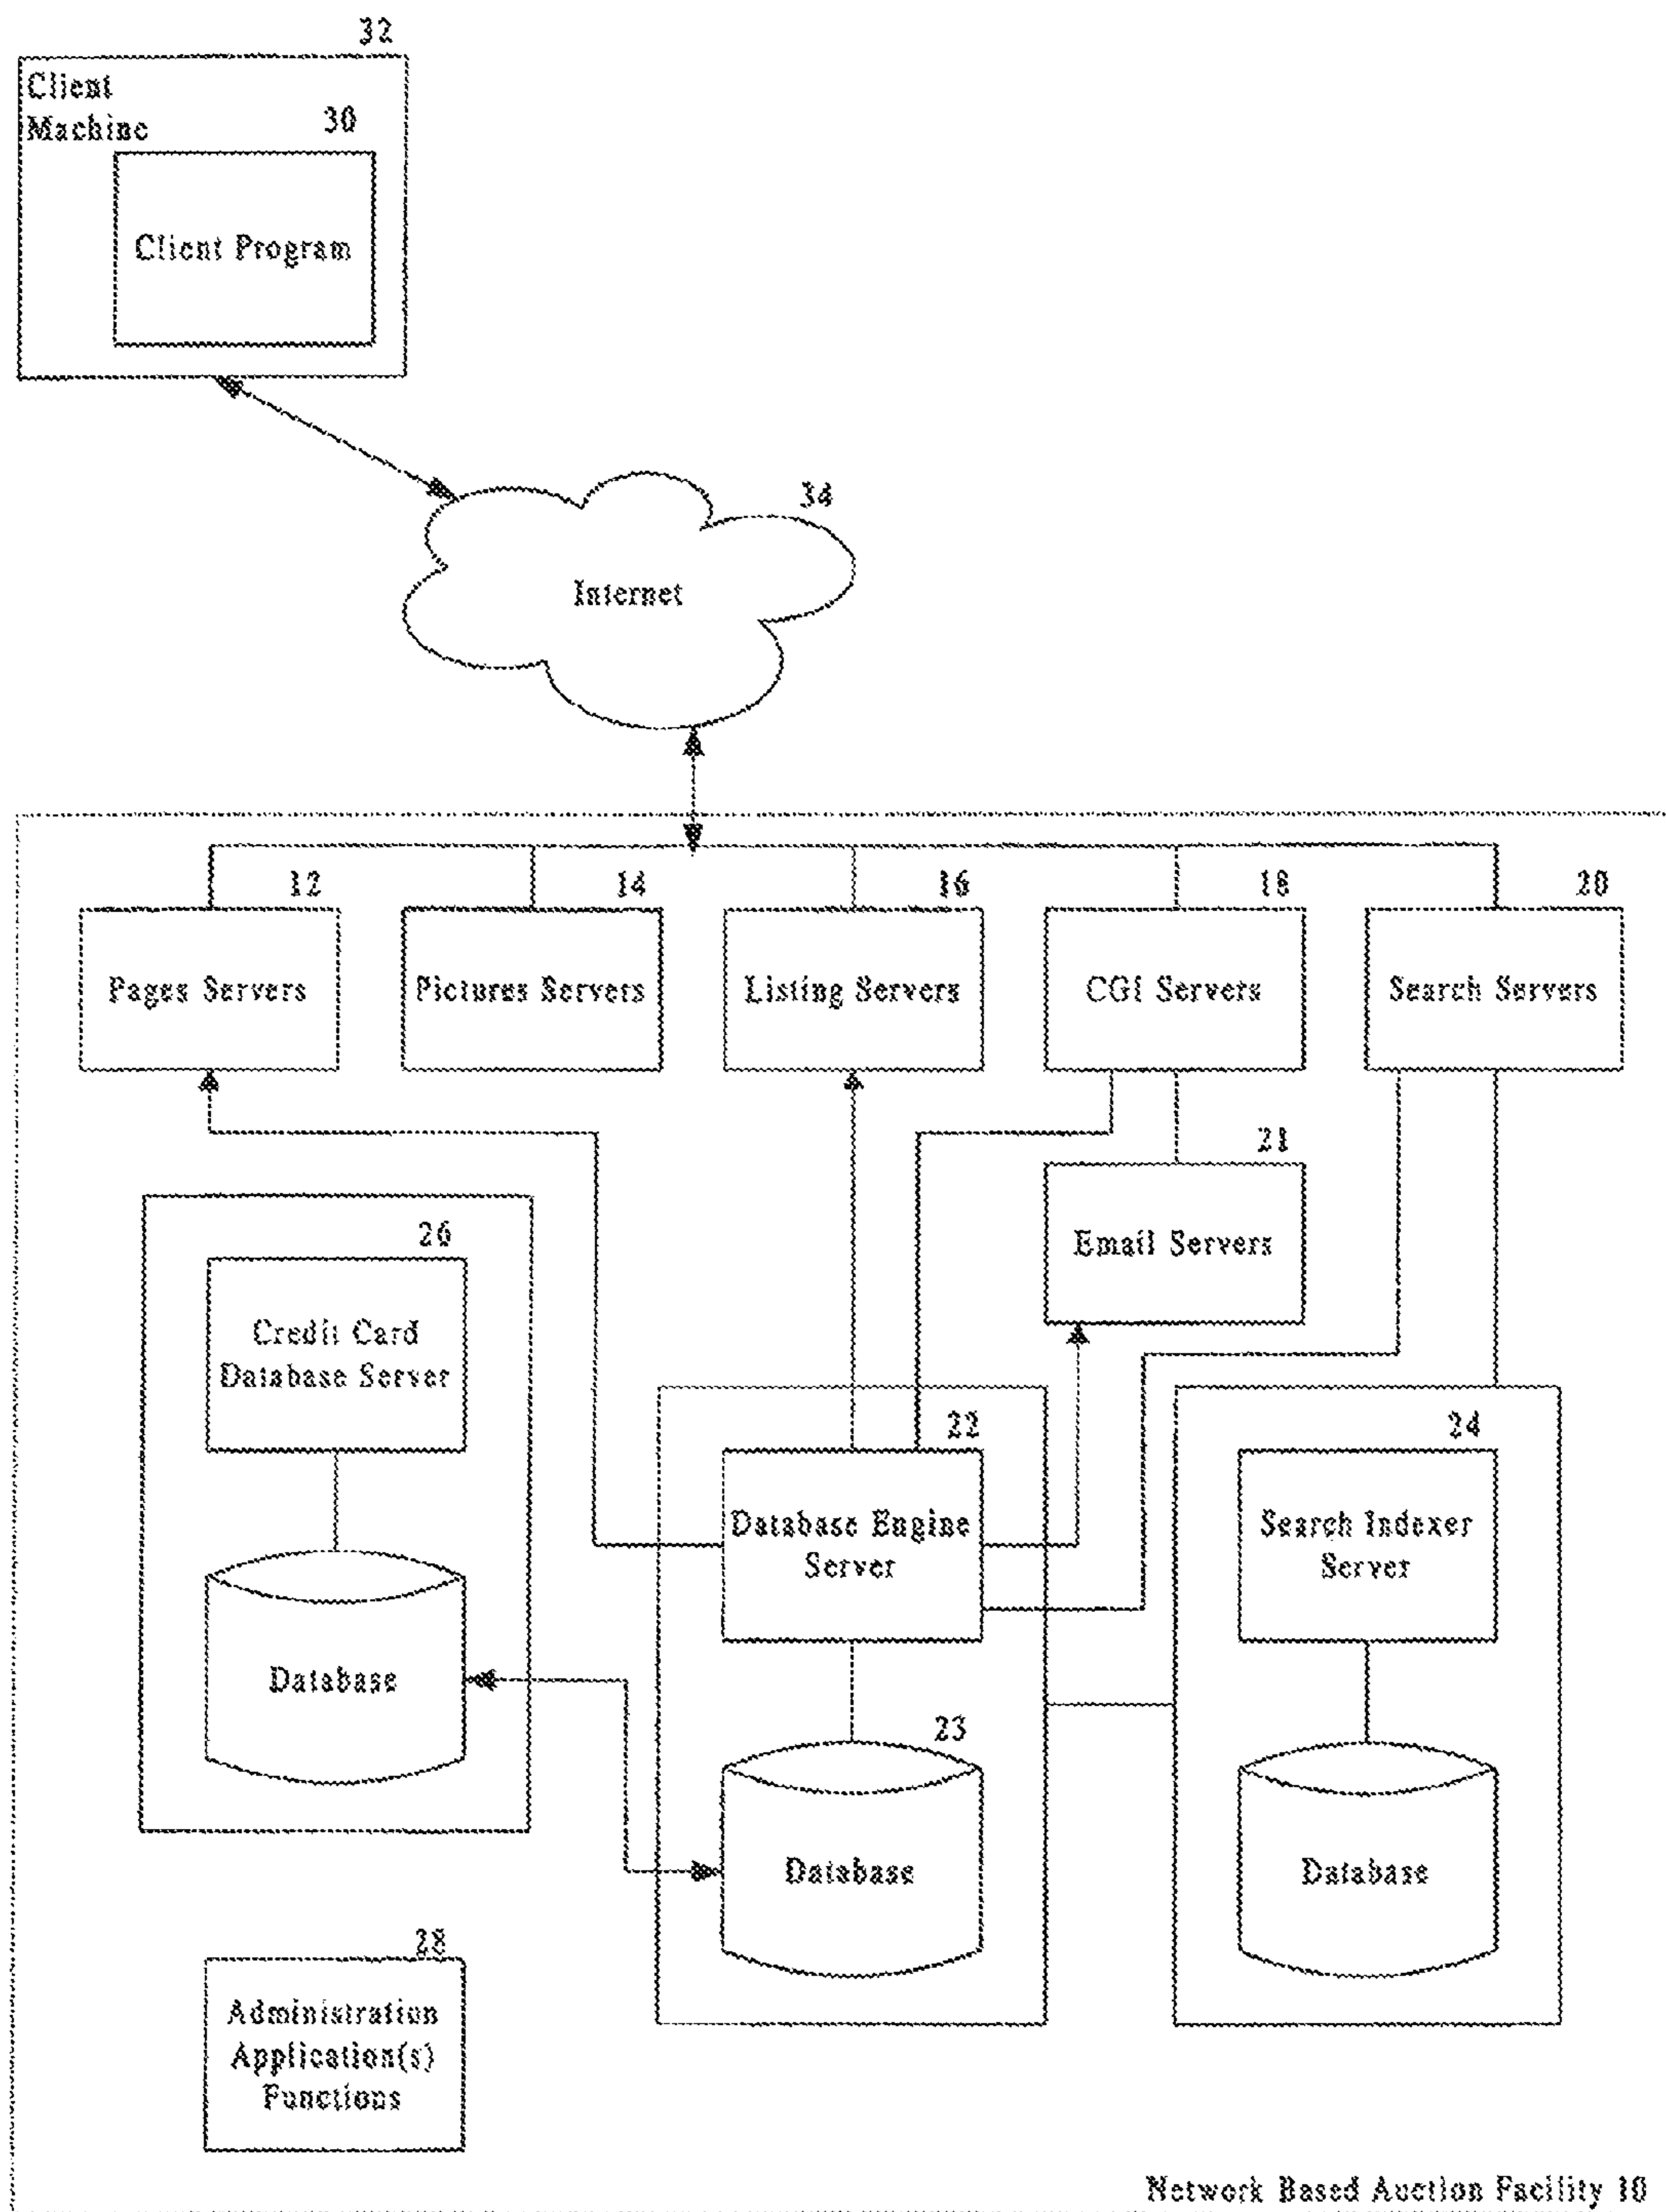 32
Client
Machine
30
Client Program
34
Internet
12
14
16
18
20
Pages Servers
Pictures Servers
Listing Servers
CGI Servers
Search Servers
21
Email Servers
26
Credit Card
Database Server
22
Database Engine
Server
24
Search Indexer
Server
Database
23
Database
Database
28
Administration
Application(s)
Functions
Network Based Auction Facility 10